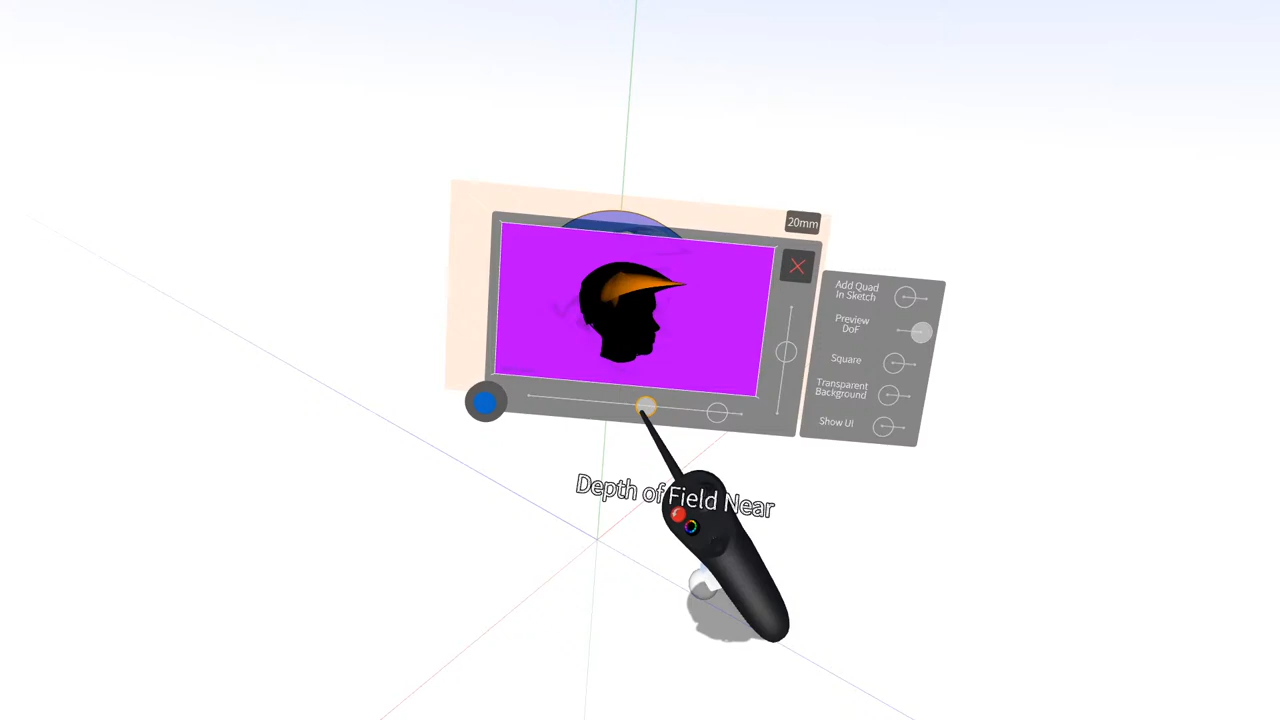 20mm
Add Quad
In Sketch
Preview
DoF
Square
Transparent
Background
Show UI
Depth of Field Near